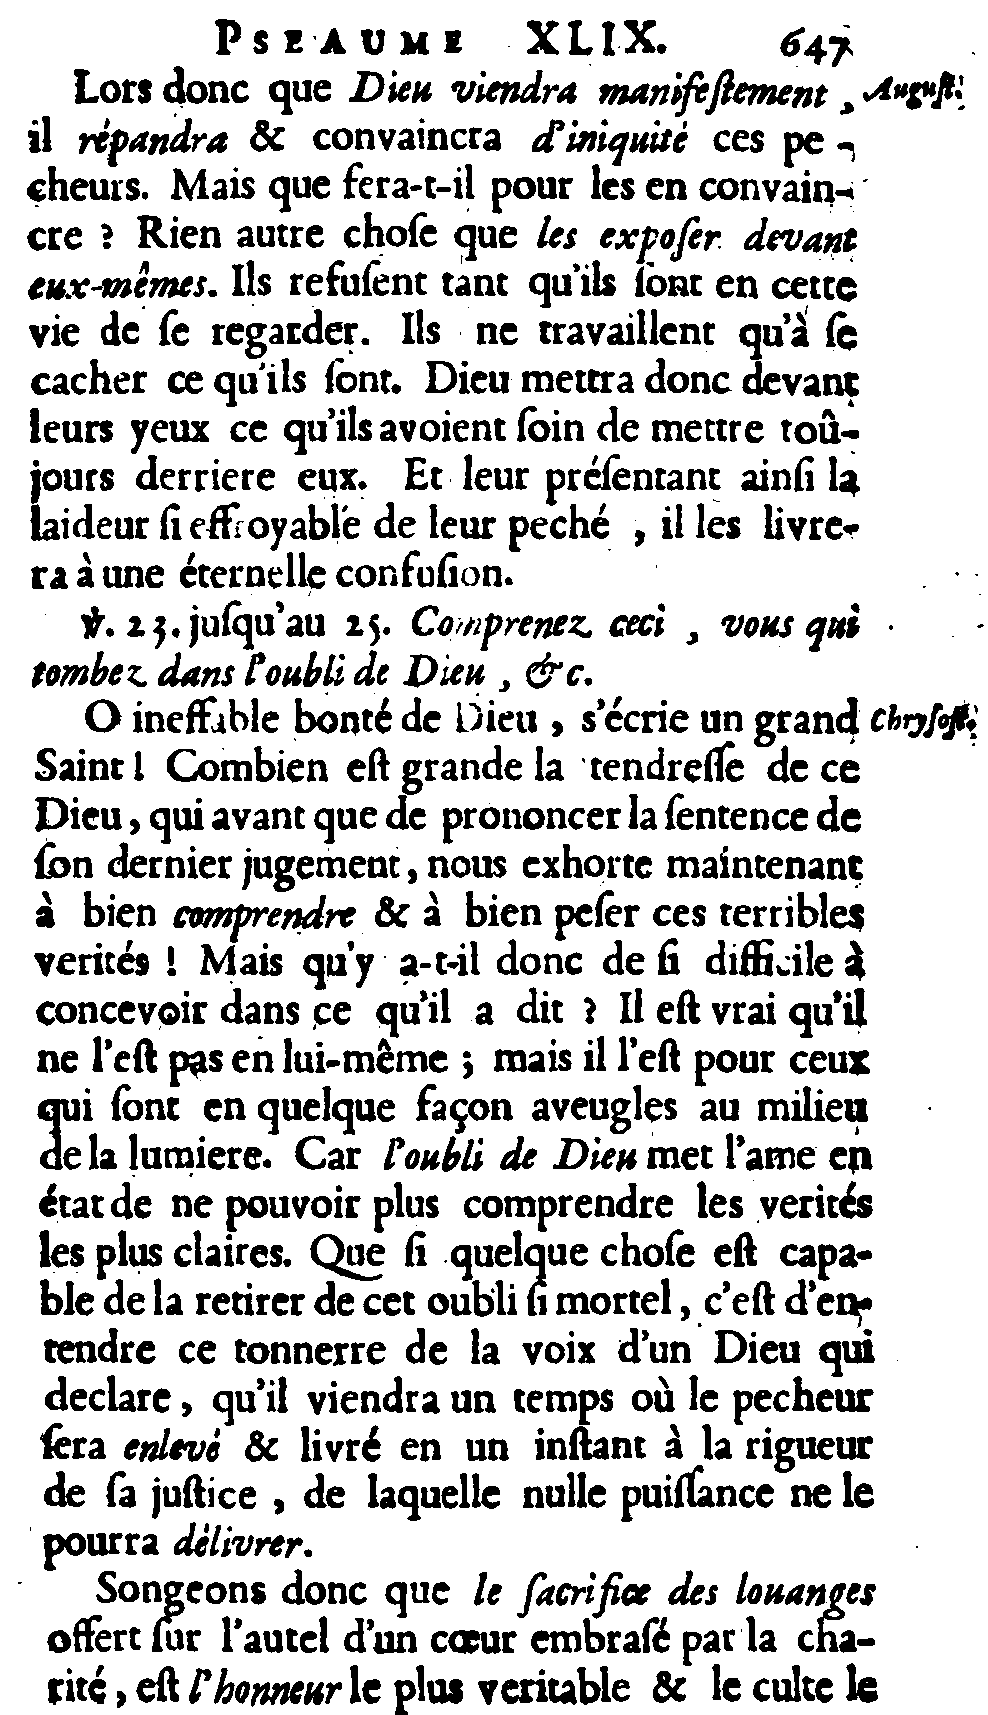 PSEAUME XLIX. 647
Lors donc que Dieu viendra manifeſtement, Auguſt.
il répandra & convaincra d'iniquité ces pe-
cheurs. Mais que fera-t-il pour les en convain-
cre ? Rien autre choſe que les expoſer devant
eux-mêmes. Ils refuſent tant qu'ils ſont en cette
vie de ſe regarder. Ils ne travaillent qu'à ſe
cacher ce qu'ils ſont. Dieu mettra donc devant
leurs yeux ce qu'ils avoient ſoin de mettre toû-
jours derriere eux. Et leur préſentant ainſi la
laideur ſi effroyable de leur peché, il les livre-
ra à une éternelle confuſion.
℣. 23. juſqu'au 25. Comprenez ceci, vous qui
tombez dans l'oubli de Dieu, &c.
O ineffable bonté de Dieu, s'écrie un grand Chryſoſt.
Saint ! Combien eſt grande la tendreſſe de ce
Dieu, qui avant que de prononcer la ſentence de
ſon dernier jugement, nous exhorte maintenant
à bien comprendre & à bien peſer ces terribles
verités ! Mais qu'y a-t-il donc de ſi difficile à
concevoir dans ce qu'il a dit ? Il eſt vrai qu'il
ne l'eſt pas en lui-même ; mais il l'eſt pour ceux
qui ſont en quelque façon aveugles au milieu
de la lumiere. Car l'oubli de Dieu met l'ame en
état de ne pouvoir plus comprendre les verités
les plus claires. Que ſi quelque choſe eſt capa-
ble de la retirer de cet oubli ſi mortel, c'eſt d'en-
tendre ce tonnerre de la voix d'un Dieu qui
declare, qu'il viendra un temps où le pecheur
ſera enlevé & livré en un inſtant à la rigueur
de ſa juſtice, de laquelle nulle puiſſance ne le
pourra délivrer.
Songeons donc que le ſacrifice des louanges
offert ſur l'autel d'un cœur embraſé par la cha-
rité, eſt l'honneur le plus veritable & le culte le